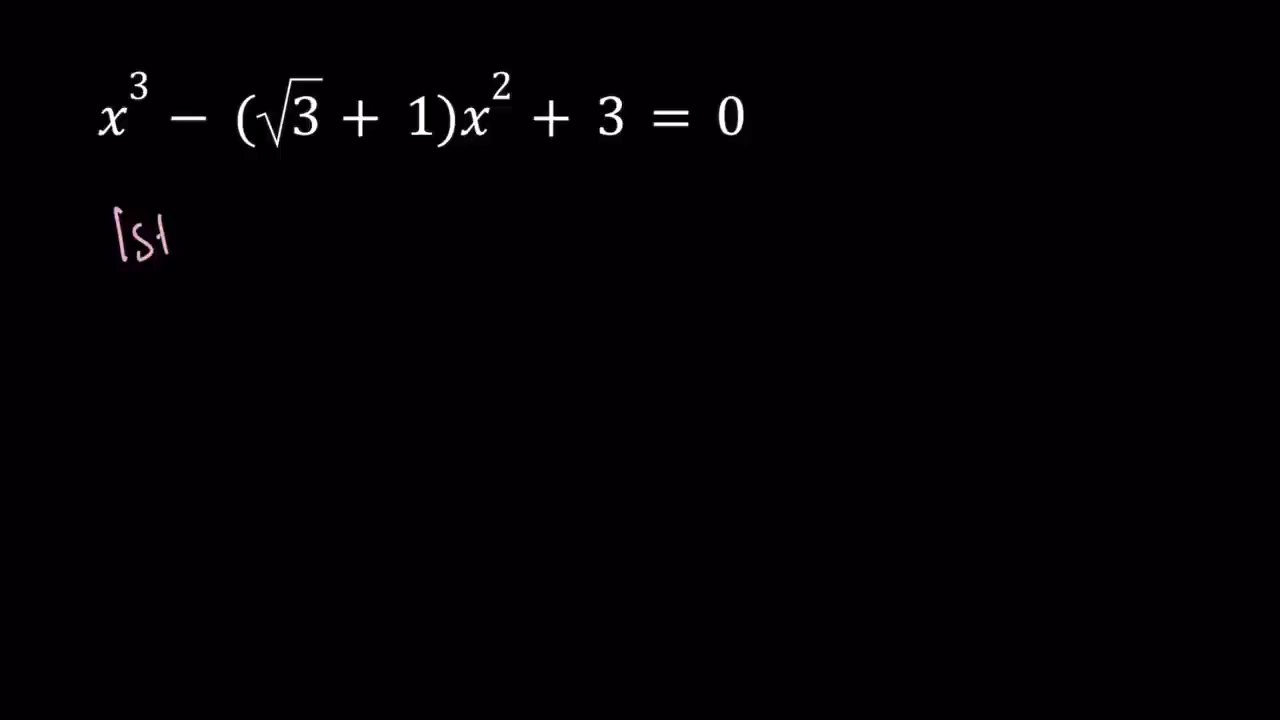 x³ − (√3 + 1)x² + 3 = 0
1st